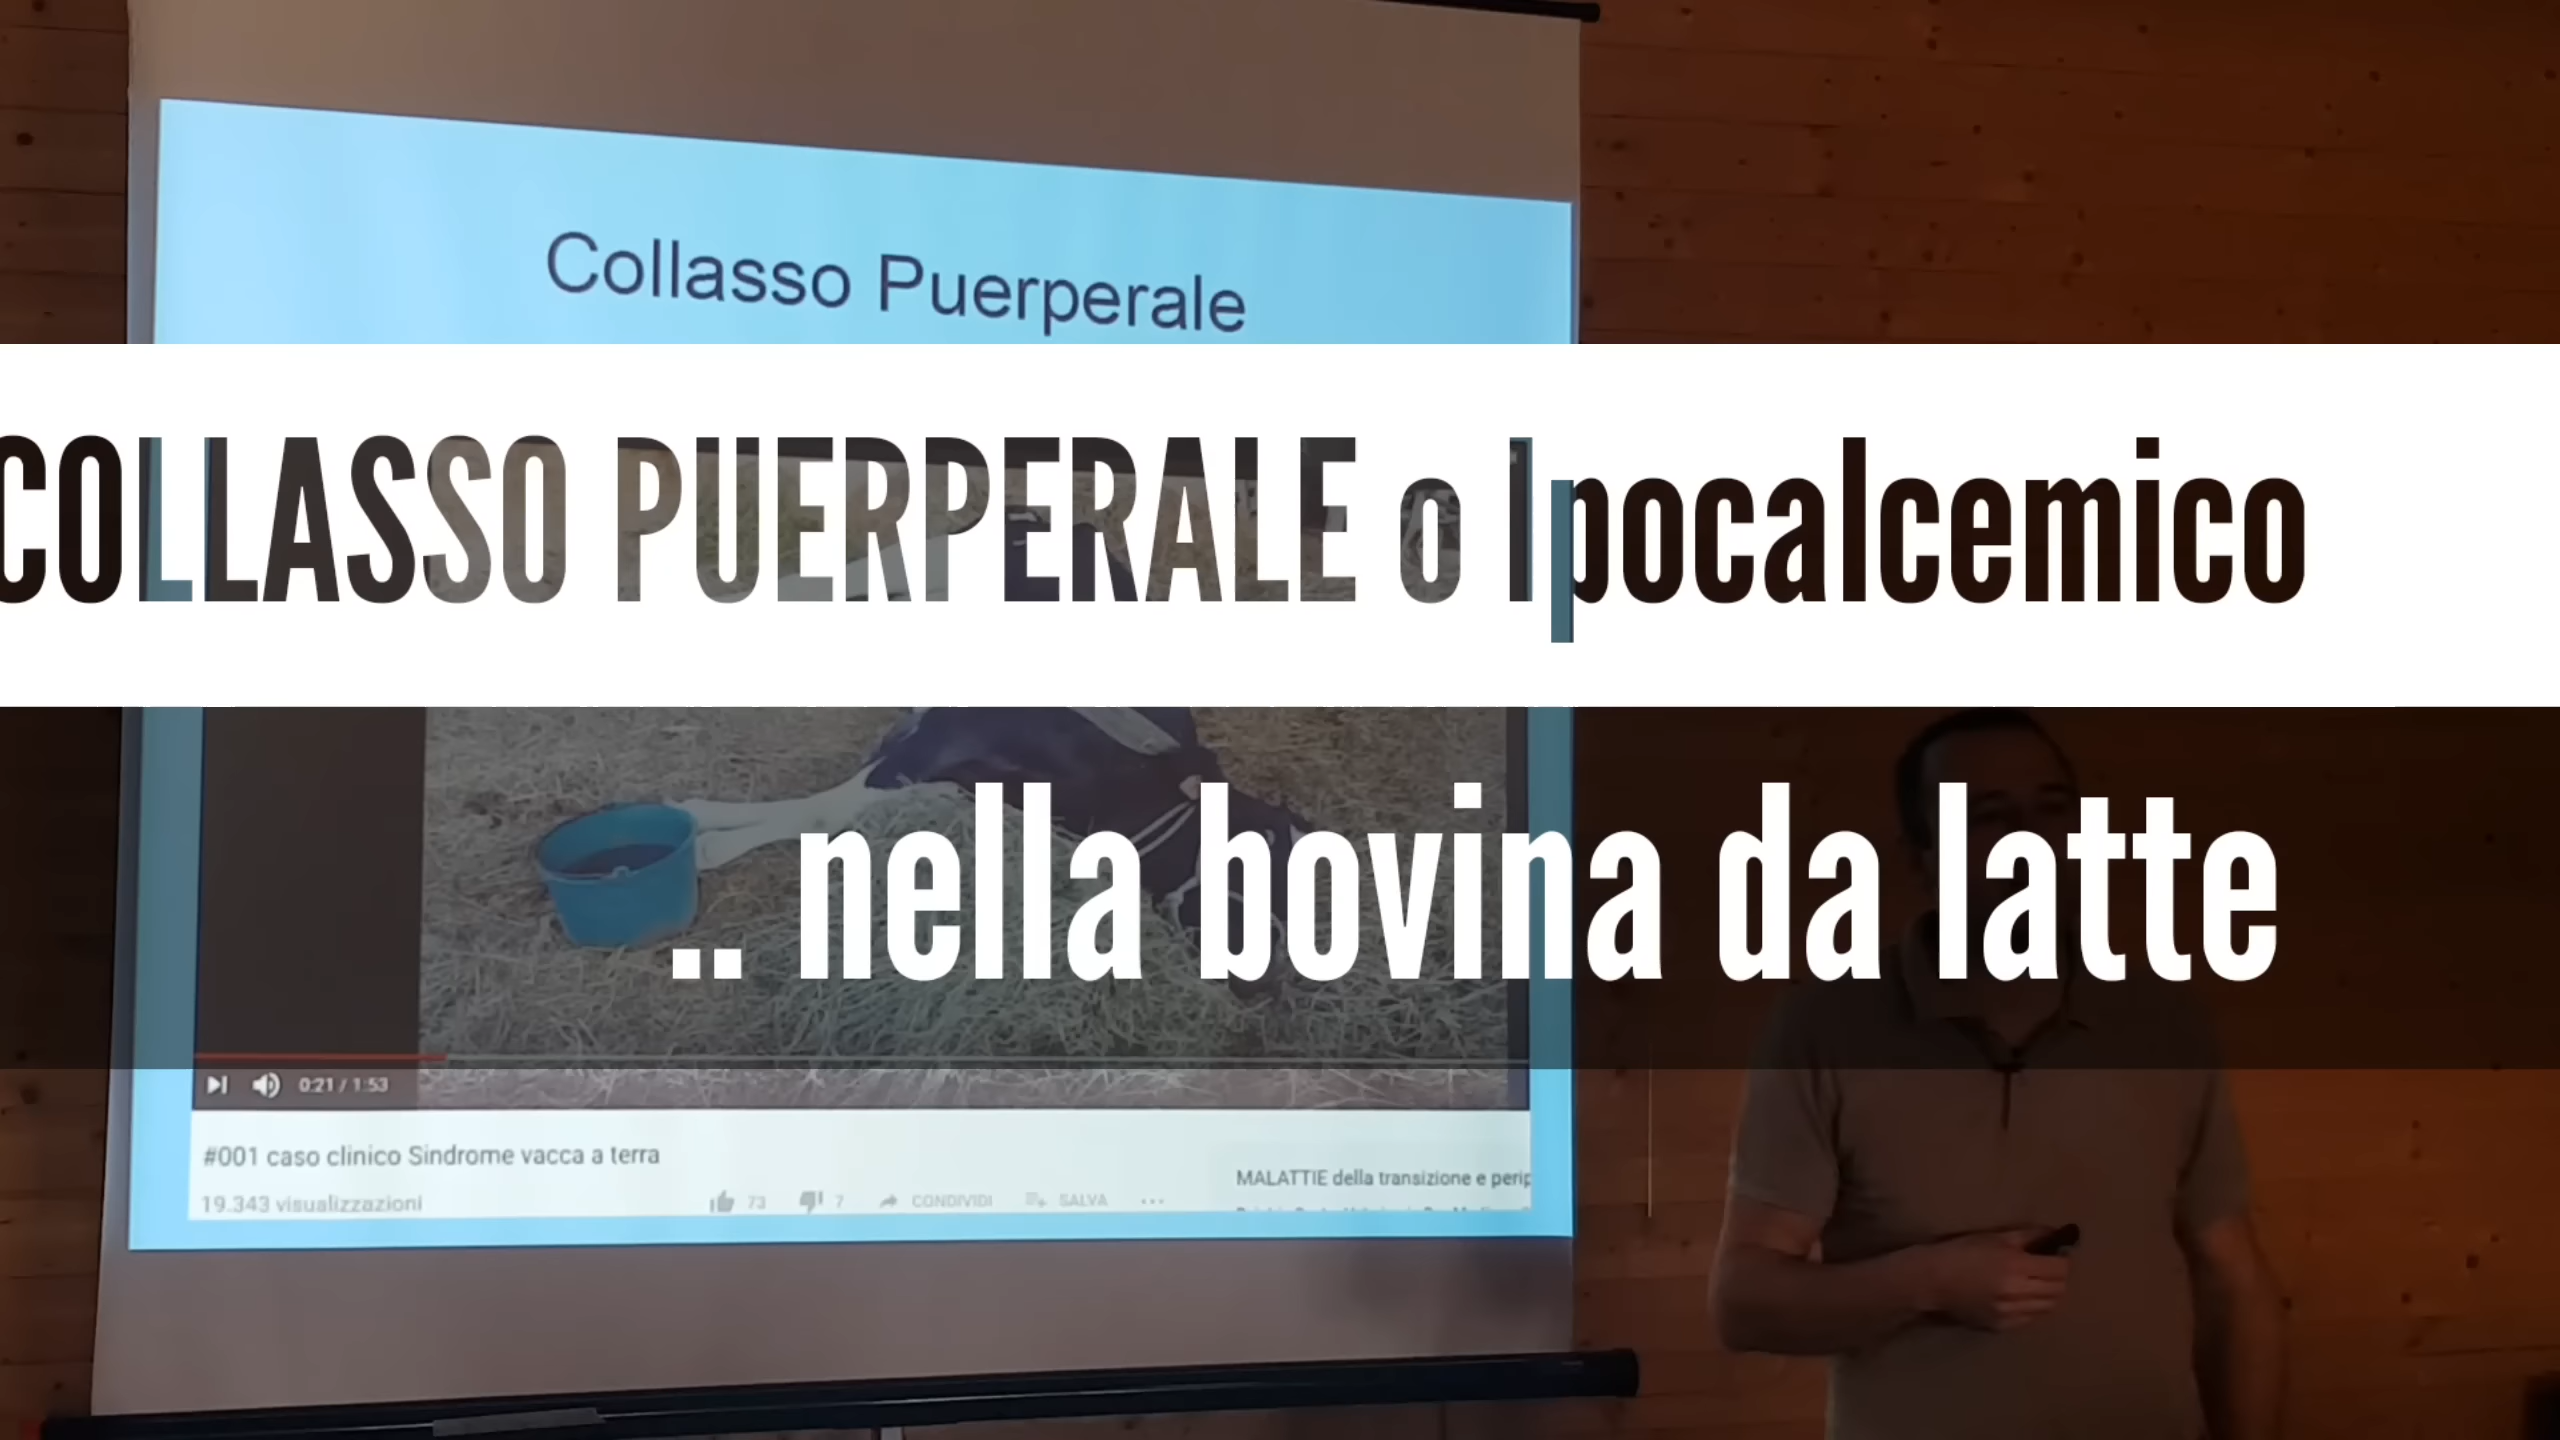 Collasso Puerperale
COLLASSO PUERPERALE o Ipocalcemico
.. nella bovina da latte
0:21 / 1:53
#001 caso clinico Sindrome vacca a terra
MALATTIE della transizione e perip
19.343 visualizzazioni
73
7
CONDIVIDI
SALVA